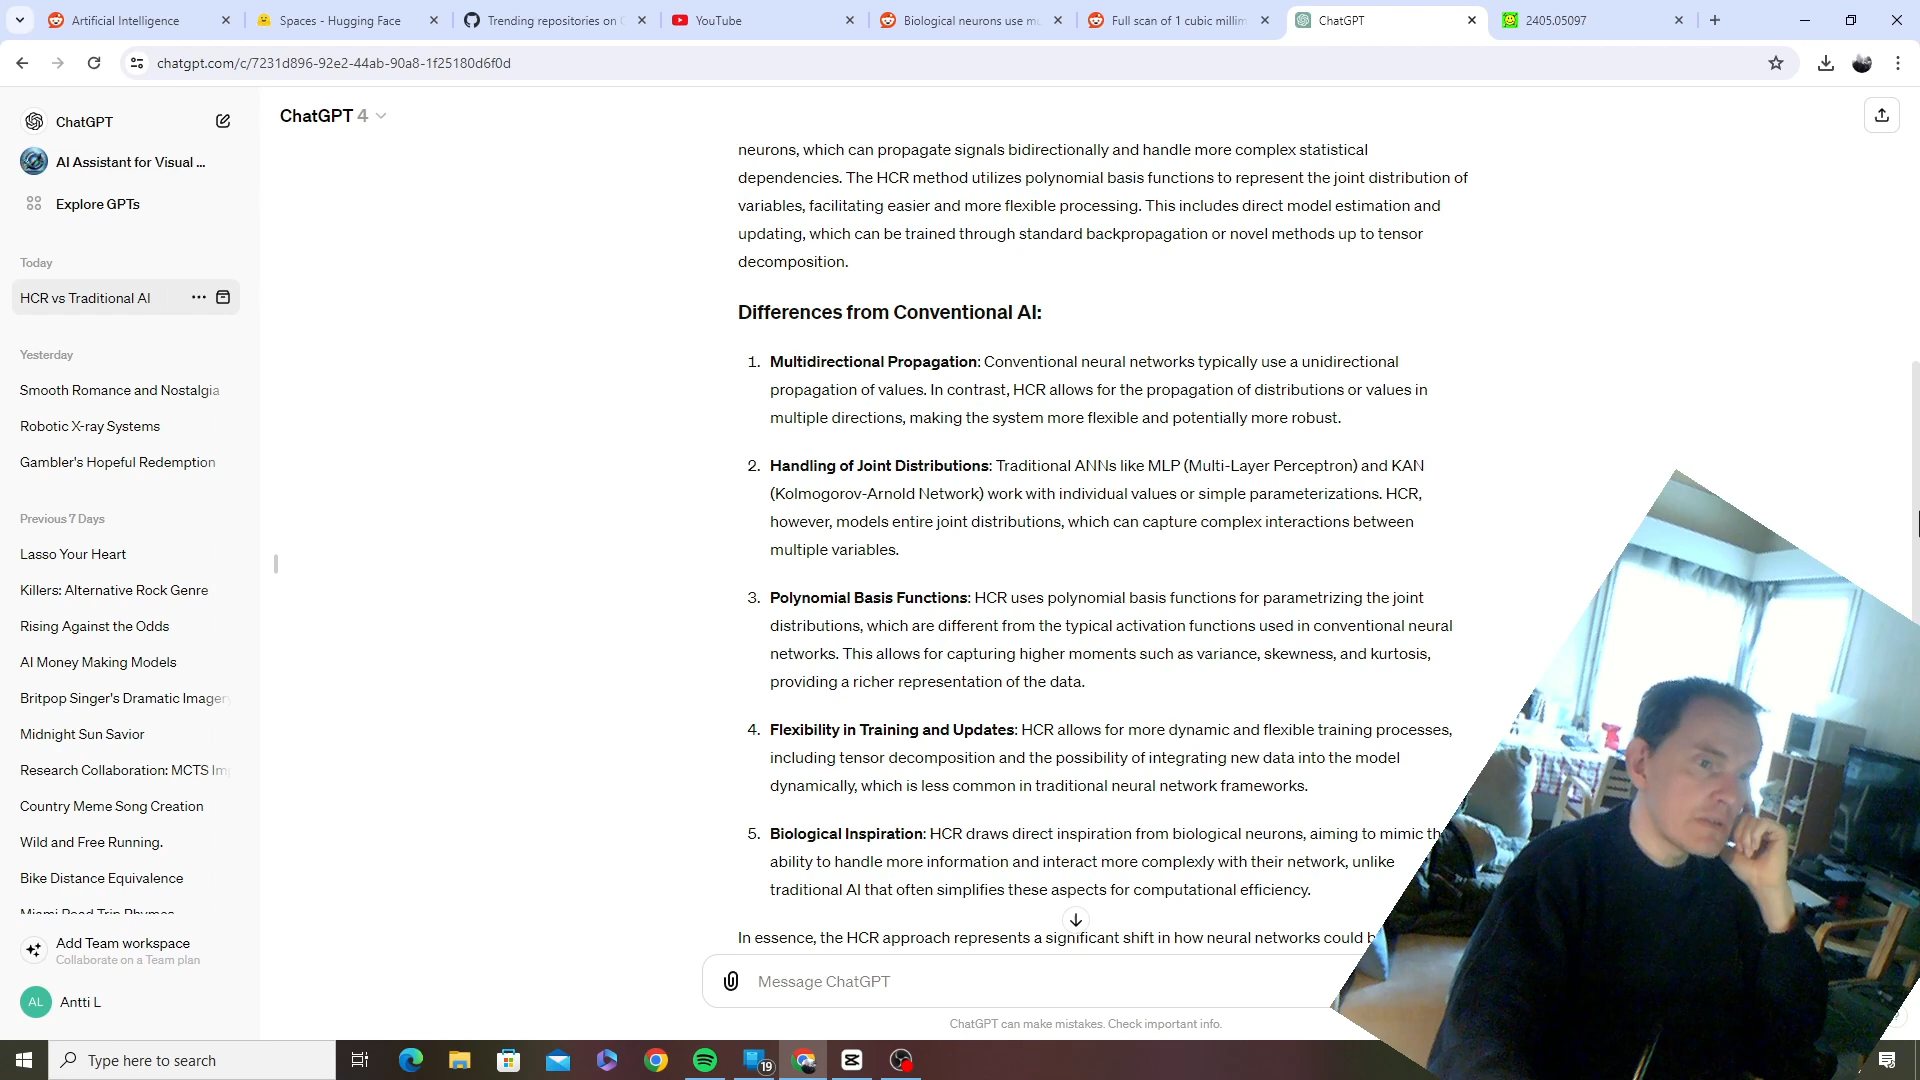 Artificial Intelligence
Spaces - Hugging Face
Trending repositories on
YouTube
Biological neurons use mu
Full scan of 1 cubic millim
ChatGPT
2405.05097
chatgpt.com/c/7231d896-92e2-44ab-90a8-1f25180d6f0d
ChatGPT
AI Assistant for Visual ...
Explore GPTs
Today
HCR vs Traditional AI
Yesterday
Smooth Romance and Nostalgia
Robotic X-ray Systems
Gambler's Hopeful Redemption
Previous 7 Days
Lasso Your Heart
Killers: Alternative Rock Genre
Rising Against the Odds
AI Money Making Models
Britpop Singer's Dramatic Imagery
Midnight Sun Savior
Research Collaboration: MCTS Im
Country Meme Song Creation
Wild and Free Running.
Bike Distance Equivalence
Miami Road Trip Rhymes
Add Team workspace
Collaborate on a Team plan
AL Antti L
ChatGPT 4
neurons, which can propagate signals bidirectionally and handle more complex statistical
dependencies. The HCR method utilizes polynomial basis functions to represent the joint distribution of
variables, facilitating easier and more flexible processing. This includes direct model estimation and
updating, which can be trained through standard backpropagation or novel methods up to tensor
decomposition.
Differences from Conventional AI:
1. Multidirectional Propagation: Conventional neural networks typically use a unidirectional
propagation of values. In contrast, HCR allows for the propagation of distributions or values in
multiple directions, making the system more flexible and potentially more robust.
2. Handling of Joint Distributions: Traditional ANNs like MLP (Multi-Layer Perceptron) and KAN
(Kolmogorov-Arnold Network) work with individual values or simple parameterizations. HCR,
however, models entire joint distributions, which can capture complex interactions between
multiple variables.
3. Polynomial Basis Functions: HCR uses polynomial basis functions for parametrizing the joint
distributions, which are different from the typical activation functions used in conventional neural
networks. This allows for capturing higher moments such as variance, skewness, and kurtosis,
providing a richer representation of the data.
4. Flexibility in Training and Updates: HCR allows for more dynamic and flexible training processes,
including tensor decomposition and the possibility of integrating new data into the model
dynamically, which is less common in traditional neural network frameworks.
5. Biological Inspiration: HCR draws direct inspiration from biological neurons, aiming to mimic th
ability to handle more information and interact more complexly with their network, unlike
traditional AI that often simplifies these aspects for computational efficiency.
In essence, the HCR approach represents a significant shift in how neural networks could b
Message ChatGPT
ChatGPT can make mistakes. Check important info.
Type here to search
19